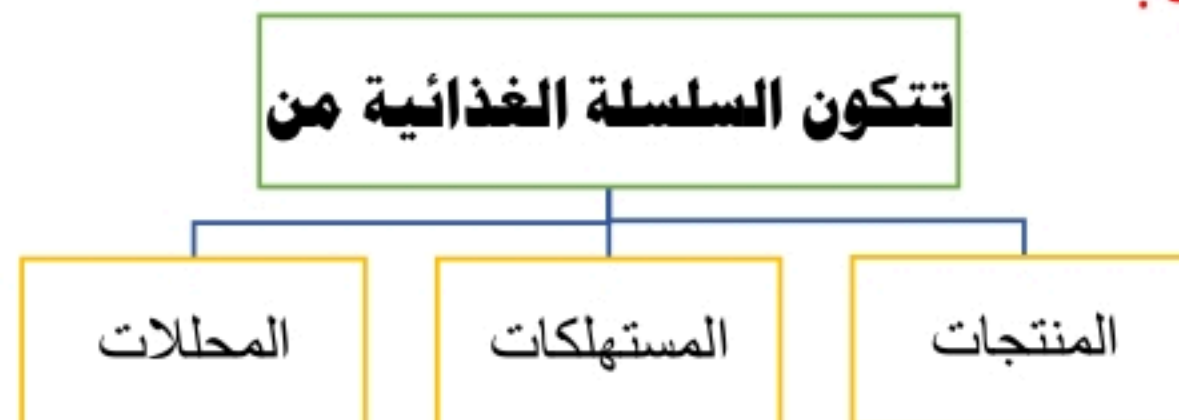 تتكون السلسلة الغذائية من
المنتجات
المستهلكات
المحللات